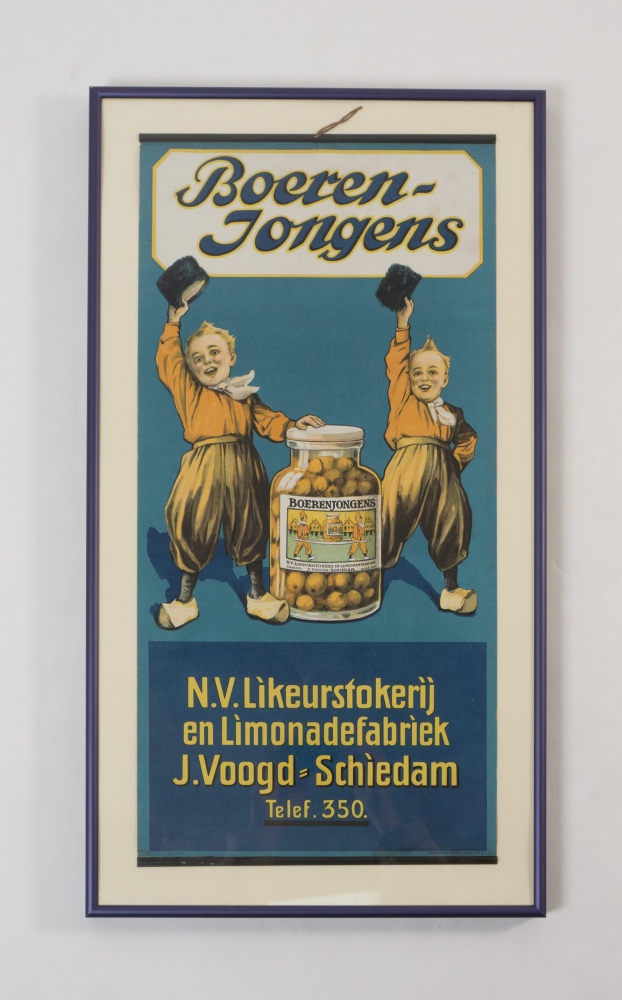 Boeren-
Jongens
BOERENJONGENS
N.V. Likeurstokerij
en Limonadefabriek
J. Voogd = Schiedam
Telef. 350.